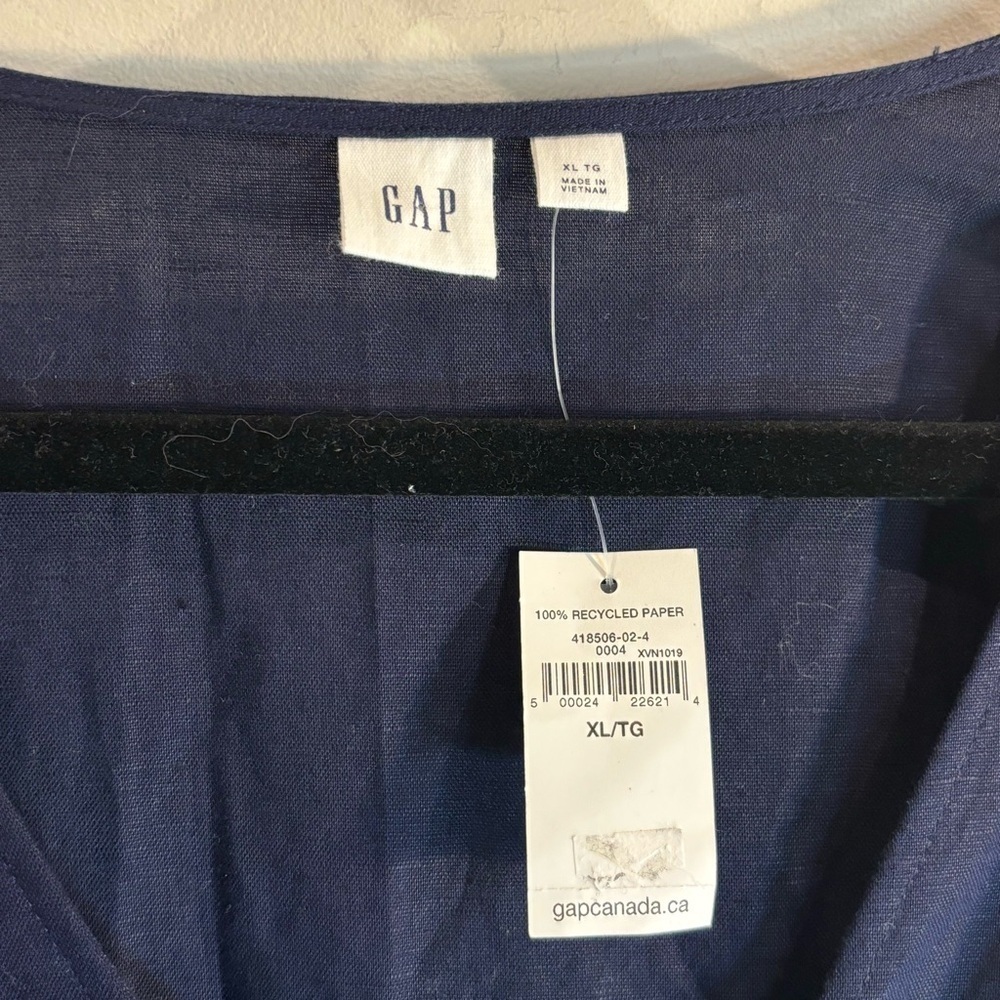 GAP
XL TG
MADE IN
VIETNAM
100% RECYCLED PAPER
418506-02-4
0004 XVN1019
5 00024 22621 4
XL/TG
gapcanada.ca